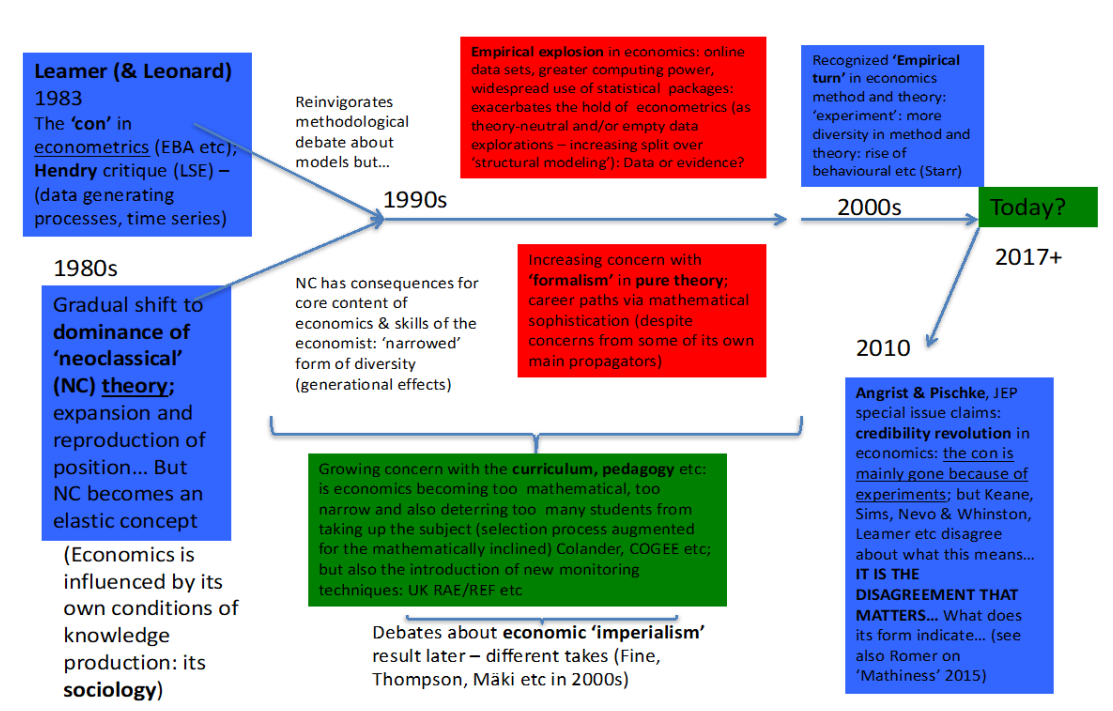 Leamer (& Leonard)
1983
The ‘con’ in
econometrics (EBA etc);
Hendry critique (LSE) –
(data generating
processes, time series)
1980s
Gradual shift to
dominance of
‘neoclassical’
(NC) theory;
expansion and
reproduction of
position... But
NC becomes an
elastic concept
(Economics is
influenced by its
own conditions of
knowledge
production: its
sociology)
Reinvigorates
methodological
debate about
models but...
1990s
NC has consequences for
core content of
economics & skills of the
economist: ‘narrowed’
form of diversity
(generational effects)
Empirical explosion in economics: online
data sets, greater computing power,
widespread use of statistical packages:
exacerbates the hold of econometrics (as
theory-neutral and/or empty data
explorations – increasing split over
‘structural modeling’): Data or evidence?
Increasing concern with
‘formalism’ in pure theory;
career paths via mathematical
sophistication (despite
concerns from some of its own
main propagators)
Growing concern with the curriculum, pedagogy etc:
is economics becoming too mathematical, too
narrow and also deterring too many students from
taking up the subject (selection process augmented
for the mathematically inclined) Colander, COGEE etc;
but also the introduction of new monitoring
techniques: UK RAE/REF etc
Debates about economic ‘imperialism’
result later – different takes (Fine,
Thompson, Mäki etc in 2000s)
Recognized ‘Empirical
turn’ in economics
method and theory:
‘experiment’: more
diversity in method and
theory: rise of
behavioural etc (Starr)
2000s
Today?
2017+
2010
Angrist & Pischke, JEP
special issue claims:
credibility revolution in
economics: the con is
mainly gone because of
experiments; but Keane,
Sims, Nevo & Whinston,
Leamer etc disagree
about what this means...
IT IS THE
DISAGREEMENT THAT
MATTERS... What does
its form indicate... (see
also Romer on
‘Mathiness’ 2015)